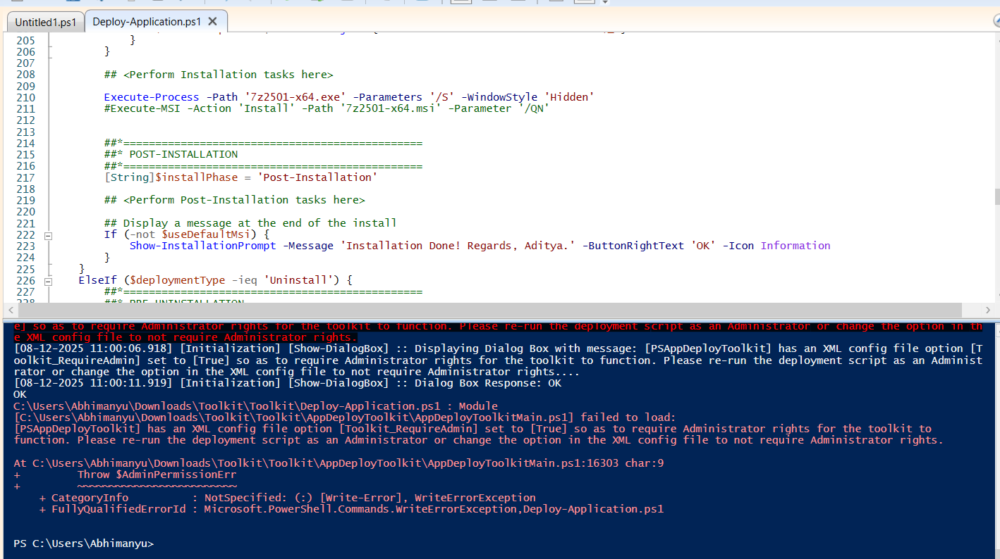 Untitled1.ps1
Deploy-Application.ps1 X
205 }
206 }
207
208 ## <Perform Installation tasks here>
209
210 Execute-Process -Path '7z2501-x64.exe' -Parameters '/S' -WindowStyle 'Hidden'
211 #Execute-MSI -Action 'Install' -Path '7z2501-x64.msi' -Parameter '/QN'
212
213
214 ##*===============================================
215 ##* POST-INSTALLATION
216 ##*===============================================
217 [String]$installPhase = 'Post-Installation'
218
219 ## <Perform Post-Installation tasks here>
220
221 ## Display a message at the end of the install
222 If (-not $useDefaultMsi) {
223 Show-InstallationPrompt -Message 'Installation Done! Regards, Aditya.' -ButtonRightText 'OK' -Icon Information
224 }
225 }
226 ElseIf ($deploymentType -ieq 'Uninstall') {
227 ##*===============================================
228 ##* PRE-UNINSTALLATION
e] so as to require Administrator rights for the toolkit to function. Please re-run the deployment script as an Administrator or change the option in th
e XML config file to not require Administrator rights.
[08-12-2025 11:00:06.918] [Initialization] [Show-DialogBox] :: Displaying Dialog Box with message: [PSAppDeployToolkit] has an XML config file option [T
oolkit_RequireAdmin] set to [True] so as to require Administrator rights for the toolkit to function. Please re-run the deployment script as an Administ
rator or change the option in the XML config file to not require Administrator rights....
[08-12-2025 11:00:11.919] [Initialization] [Show-DialogBox] :: Dialog Box Response: OK
OK
C:\Users\Abhimanyu\Downloads\Toolkit\Toolkit\Deploy-Application.ps1 : Module
[C:\Users\Abhimanyu\Downloads\Toolkit\Toolkit\AppDeployToolkit\AppDeployToolkitMain.ps1] failed to load:
[PSAppDeployToolkit] has an XML config file option [Toolkit_RequireAdmin] set to [True] so as to require Administrator rights for the toolkit to
function. Please re-run the deployment script as an Administrator or change the option in the XML config file to not require Administrator rights.
At C:\Users\Abhimanyu\Downloads\Toolkit\Toolkit\AppDeployToolkit\AppDeployToolkitMain.ps1:16303 char:9
+ Throw $AdminPermissionErr
+ ~~~~~~~~~~~~~~~~~~~~~~~~~
+ CategoryInfo : NotSpecified: (:) [Write-Error], WriteErrorException
+ FullyQualifiedErrorId : Microsoft.PowerShell.Commands.WriteErrorException,Deploy-Application.ps1
PS C:\Users\Abhimanyu>